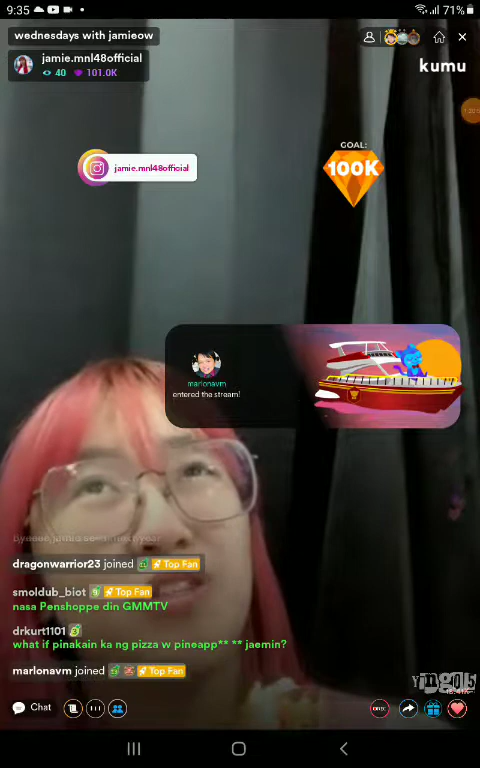 9:35
71%
wednesdays with jamieow
jamie.mnl48official
40 101.0K
kumu
jamie.mnl48official
GOAL:
100K
marlonavm
entered the stream!
dragonwarrior23 joined Top Fan
smoldub_biot 9 Top Fan
nasa Penshoppe din GMMTV
drkurt1101
what if pinakain ka ng pizza w pineapp** ** jaemin?
marlonavm joined Top Fan
Chat